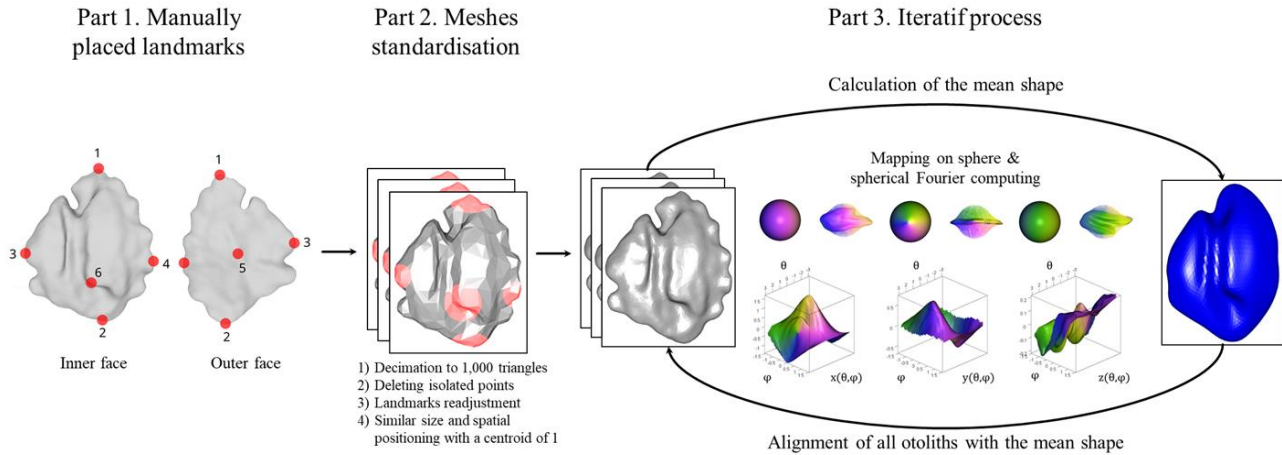 Part 1. Manually
placed landmarks
Part 2. Meshes
standardisation
Part 3. Iteratif process
1
3
4
6
2
Inner face
1
3
5
2
Outer face
1) Decimation to 1,000 triangles
2) Deleting isolated points
3) Landmarks readjustment
4) Similar size and spatial
positioning with a centroid of 1
Calculation of the mean shape
Mapping on sphere &
spherical Fourier computing
θ
θ
θ
φ
x(θ,φ)
φ
y(θ,φ)
φ
z(θ,φ)
Alignment of all otoliths with the mean shape